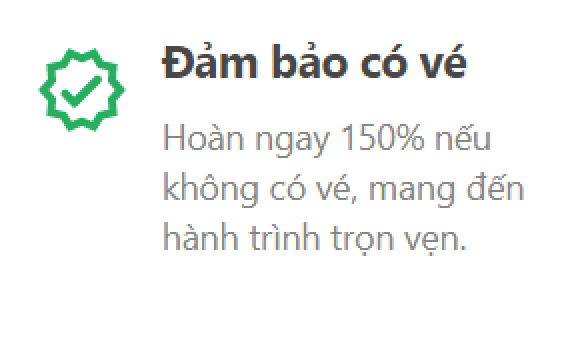 Đảm bảo có vé
Hoàn ngay 150% nếu
không có vé, mang đến
hành trình trọn vẹn.